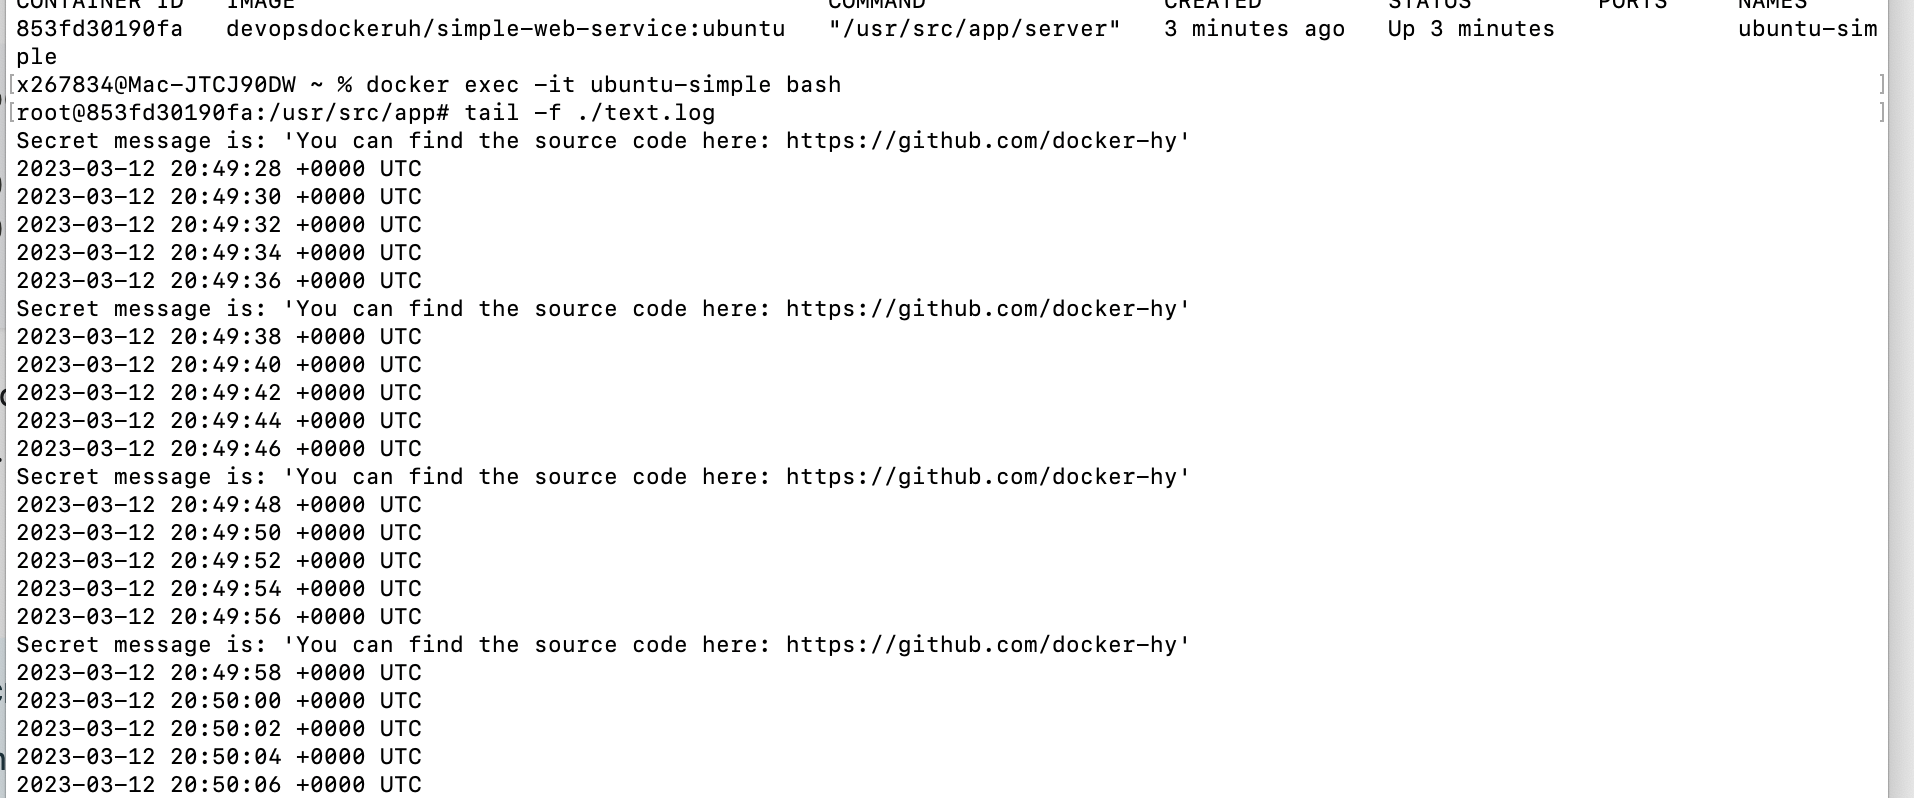 CONTAINER ID IMAGE COMMAND CREATED STATUS PORTS NAMES
853fd30190fa devopsdockeruh/simple-web-service:ubuntu "/usr/src/app/server" 3 minutes ago Up 3 minutes ubuntu-sim
ple
[x267834@Mac-JTCJ90DW ~ % docker exec -it ubuntu-simple bash ]
[root@853fd30190fa:/usr/src/app# tail -f ./text.log ]
Secret message is: 'You can find the source code here: https://github.com/docker-hy'
2023-03-12 20:49:28 +0000 UTC
2023-03-12 20:49:30 +0000 UTC
2023-03-12 20:49:32 +0000 UTC
2023-03-12 20:49:34 +0000 UTC
2023-03-12 20:49:36 +0000 UTC
Secret message is: 'You can find the source code here: https://github.com/docker-hy'
2023-03-12 20:49:38 +0000 UTC
2023-03-12 20:49:40 +0000 UTC
2023-03-12 20:49:42 +0000 UTC
2023-03-12 20:49:44 +0000 UTC
2023-03-12 20:49:46 +0000 UTC
Secret message is: 'You can find the source code here: https://github.com/docker-hy'
2023-03-12 20:49:48 +0000 UTC
2023-03-12 20:49:50 +0000 UTC
2023-03-12 20:49:52 +0000 UTC
2023-03-12 20:49:54 +0000 UTC
2023-03-12 20:49:56 +0000 UTC
Secret message is: 'You can find the source code here: https://github.com/docker-hy'
2023-03-12 20:49:58 +0000 UTC
2023-03-12 20:50:00 +0000 UTC
2023-03-12 20:50:02 +0000 UTC
2023-03-12 20:50:04 +0000 UTC
2023-03-12 20:50:06 +0000 UTC